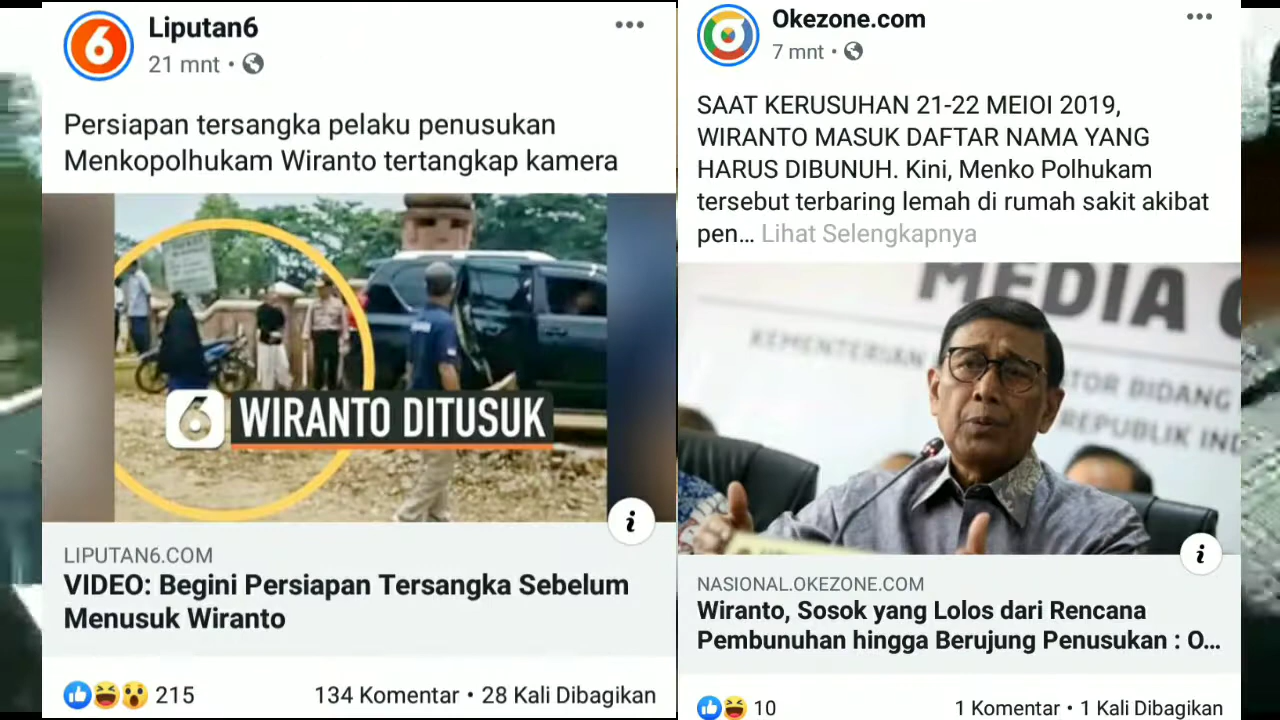 Liputan6
21 mnt
Persiapan tersangka pelaku penusukan
Menkopolhukam Wiranto tertangkap kamera
6 WIRANTO DITUSUK
LIPUTAN6.COM
VIDEO: Begini Persiapan Tersangka Sebelum
Menusuk Wiranto
215
134 Komentar • 28 Kali Dibagikan
Okezone.com
7 mnt
SAAT KERUSUHAN 21-22 MEIOI 2019,
WIRANTO MASUK DAFTAR NAMA YANG
HARUS DIBUNUH. Kini, Menko Polhukam
tersebut terbaring lemah di rumah sakit akibat
pen... Lihat Selengkapnya
MEDIA
KEMENTERIAN
BIDANG
REPUBLIK
NASIONAL.OKEZONE.COM
Wiranto, Sosok yang Lolos dari Rencana
Pembunuhan hingga Berujung Penusukan : O...
10
1 Komentar • 1 Kali Dibagikan